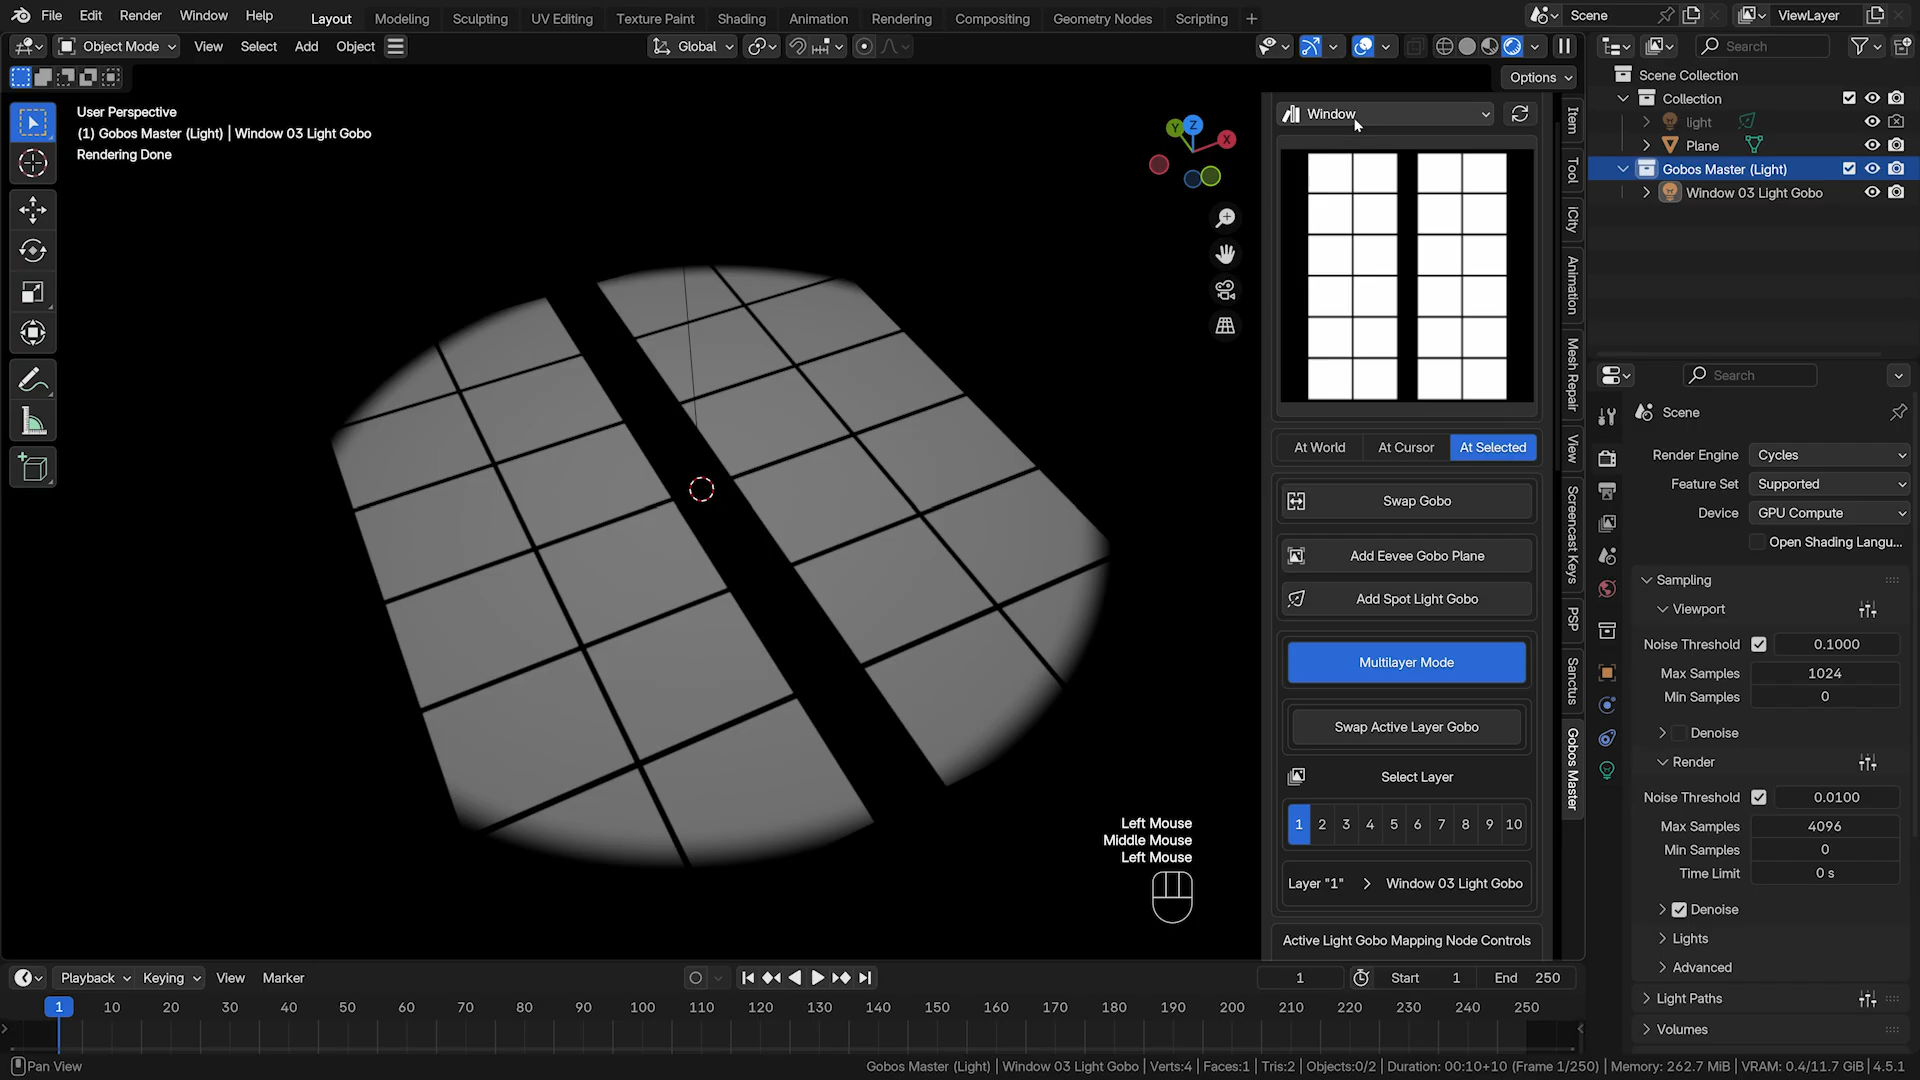 File Edit Render Window Help Layout Modeling Sculpting UV Editing Texture Paint Shading Animation Rendering Compositing Geometry Nodes Scripting + Scene ViewLayer
Object Mode View Select Add Object Global Search
Options
User Perspective
(1) Gobos Master (Light) | Window 03 Light Gobo
Rendering Done
X
Y
Z
Window
At World At Cursor At Selected
Swap Gobo
Add Eevee Gobo Plane
Add Spot Light Gobo
Multilayer Mode
Swap Active Layer Gobo
Select Layer
1 2 3 4 5 6 7 8 9 10
Layer "1" > Window 03 Light Gobo
Active Light Gobo Mapping Node Controls
Item
Tool
iCity
Animation
Mesh Repair
View
Screencast Keys
PSP
Sanctus
Gobos Master
Scene Collection
Collection
light
Plane
Gobos Master (Light)
Window 03 Light Gobo
Search
Scene
Render Engine Cycles
Feature Set Supported
Device GPU Compute
Open Shading Langu...
Sampling
Viewport
Noise Threshold 0.1000
Max Samples 1024
Min Samples 0
Denoise
Render
Noise Threshold 0.0100
Max Samples 4096
Min Samples 0
Time Limit 0 s
Denoise
Lights
Advanced
Light Paths
Volumes
Left Mouse
Middle Mouse
Left Mouse
Playback Keying View Marker 1 Start 1 End 250
1 10 20 30 40 50 60 70 80 90 100 110 120 130 140 150 160 170 180 190 200 210 220 230 240 250
Pan View Gobos Master (Light) | Window 03 Light Gobo | Verts:4 | Faces:1 | Tris:2 | Objects:0/2 | Duration: 00:10+10 (Frame 1/250) | Memory: 262.7 MiB | VRAM: 0.4/11.7 GiB | 4.5.1